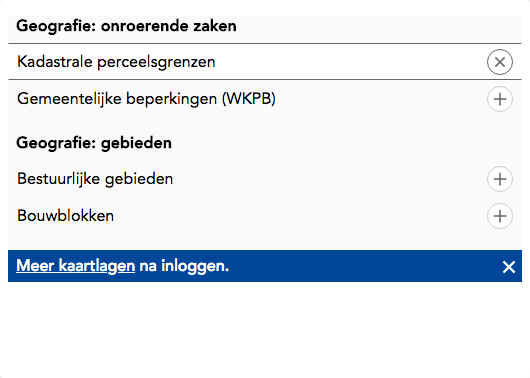 Geografie: onroerende zaken
Kadastrale perceelsgrenzen
Gemeentelijke beperkingen (WKPB)
Geografie: gebieden
Bestuurlijke gebieden
Bouwblokken
Meer kaartlagen na inloggen.